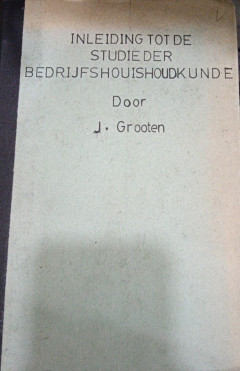 INLEIDING TOT DE
STUDIE DER
BEDRIJFSHOUISHOUDKUNDE
Door
J. Grooten